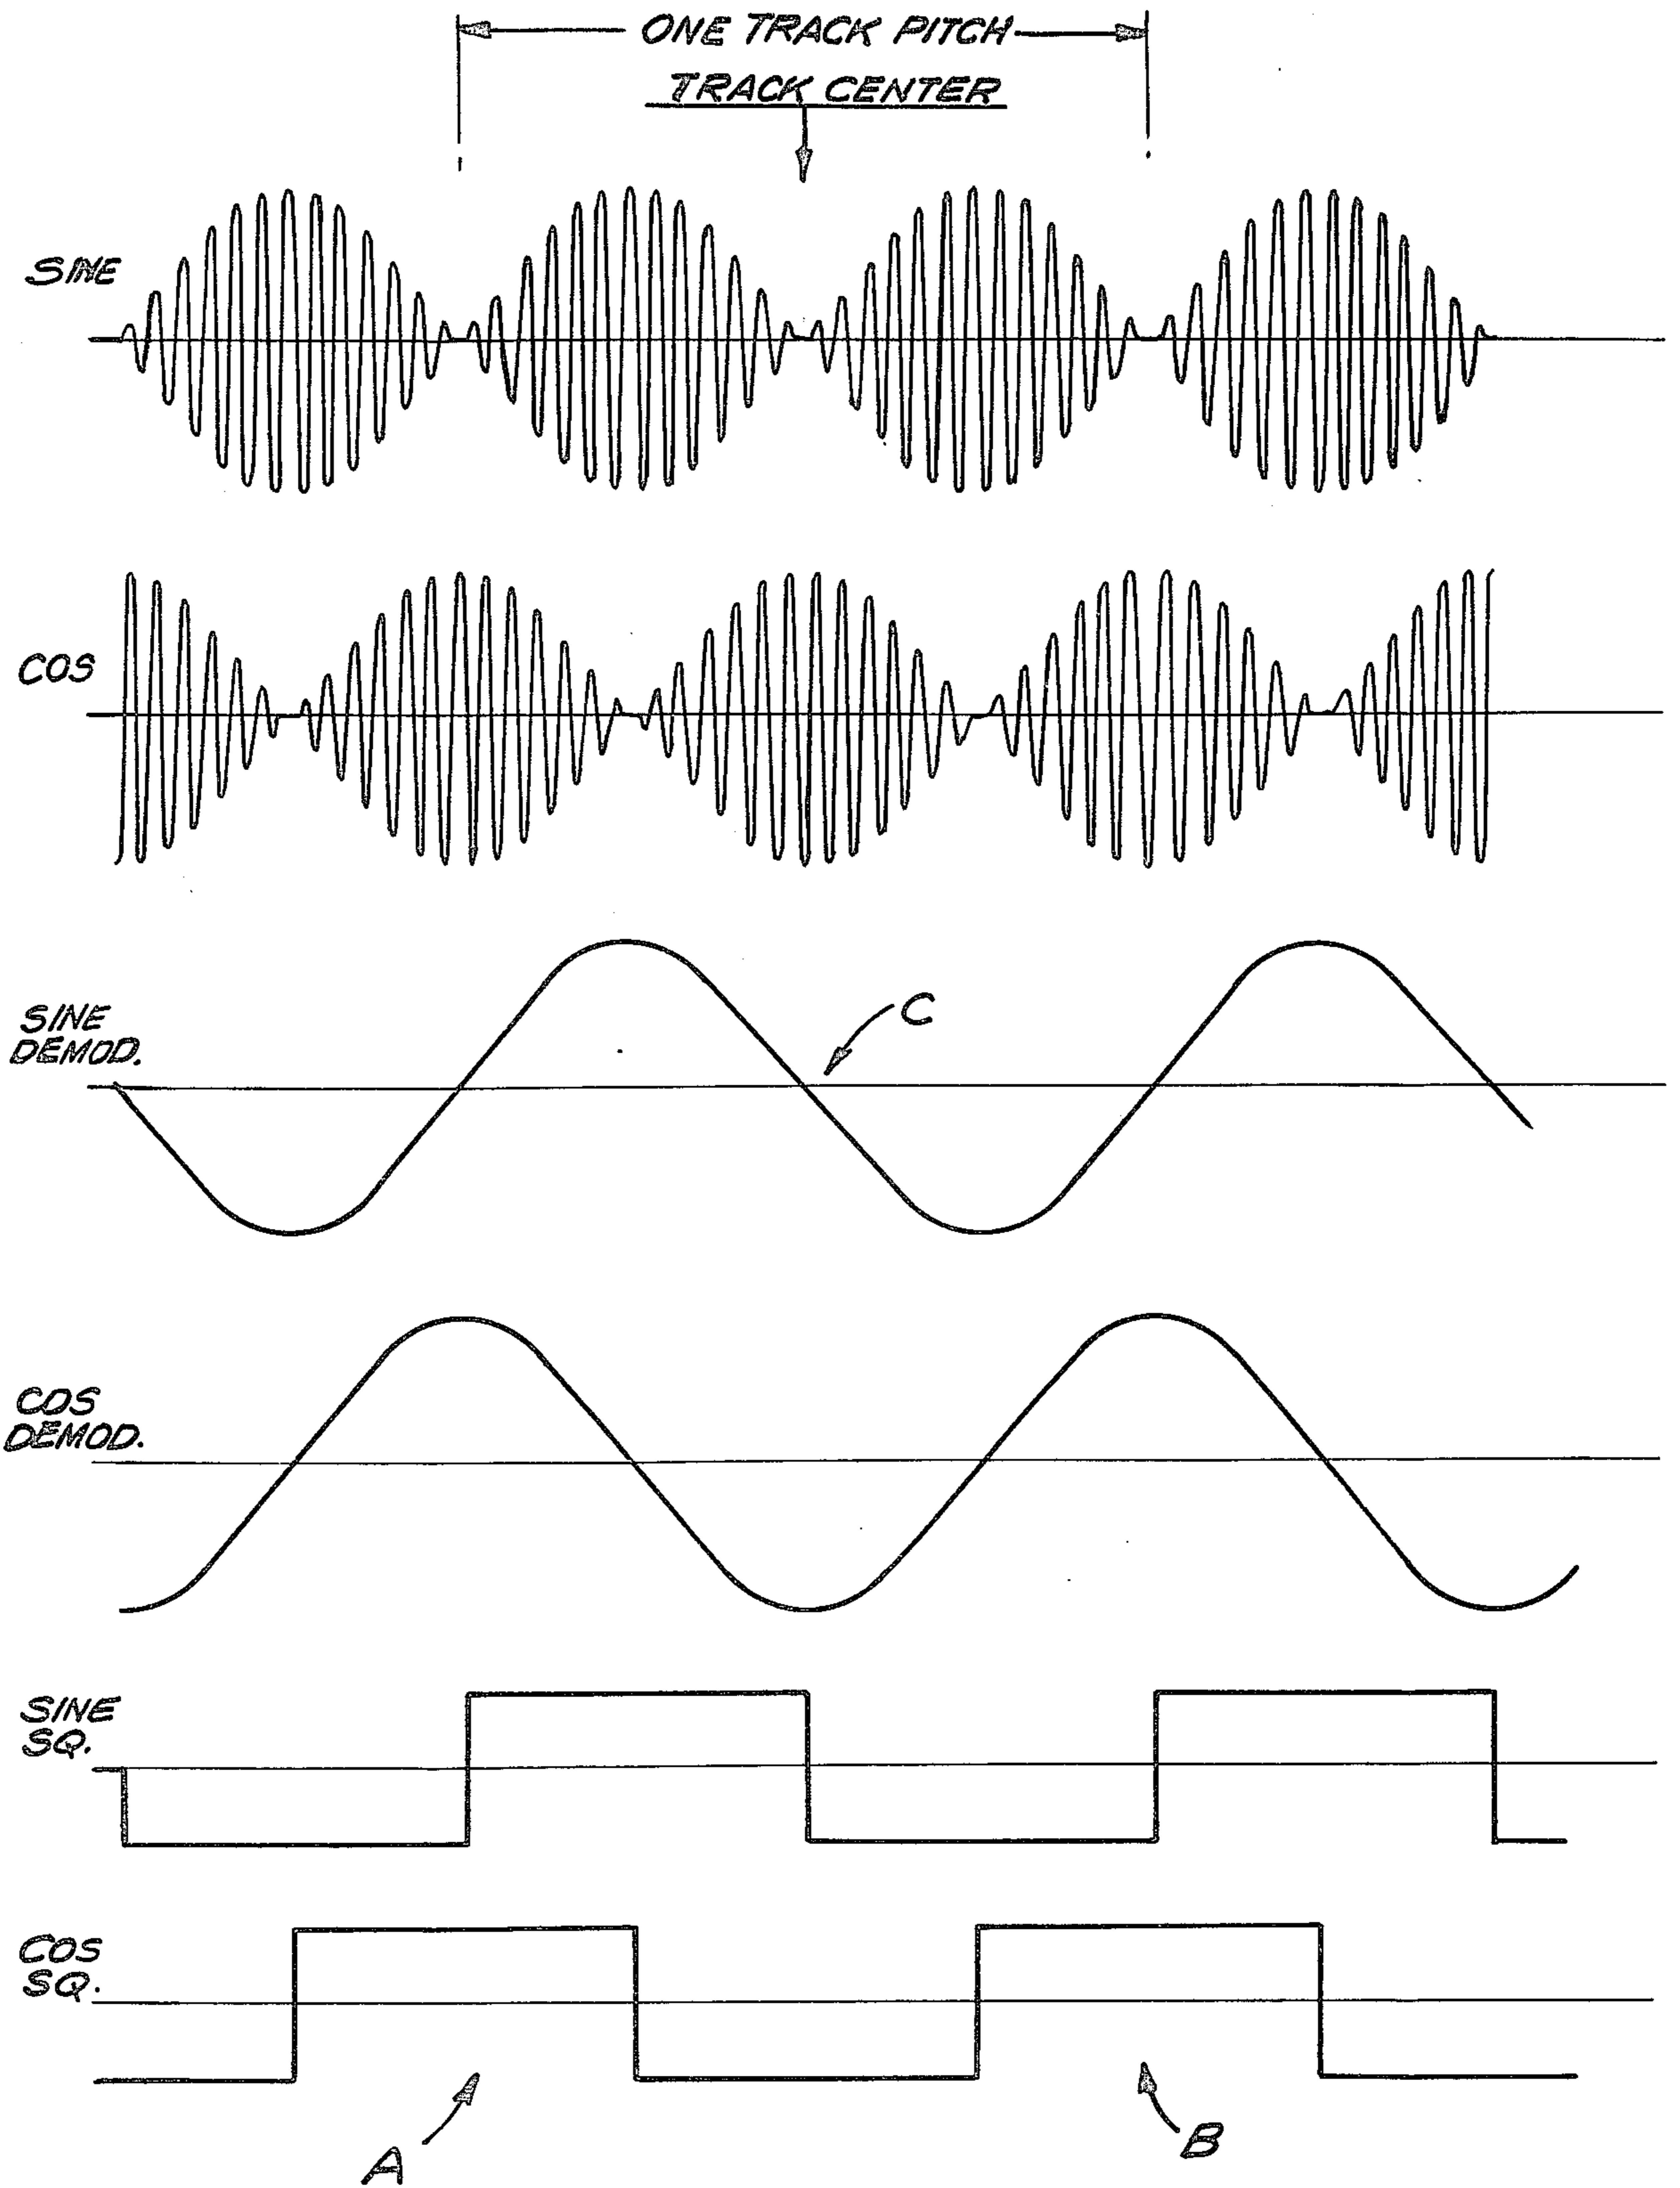 ONE TRACK PITCH
TRACK CENTER
SINE
COS
SINE
DEMOD.
C
COS
DEMOD.
SINE
SQ.
COS
SQ.
A
B